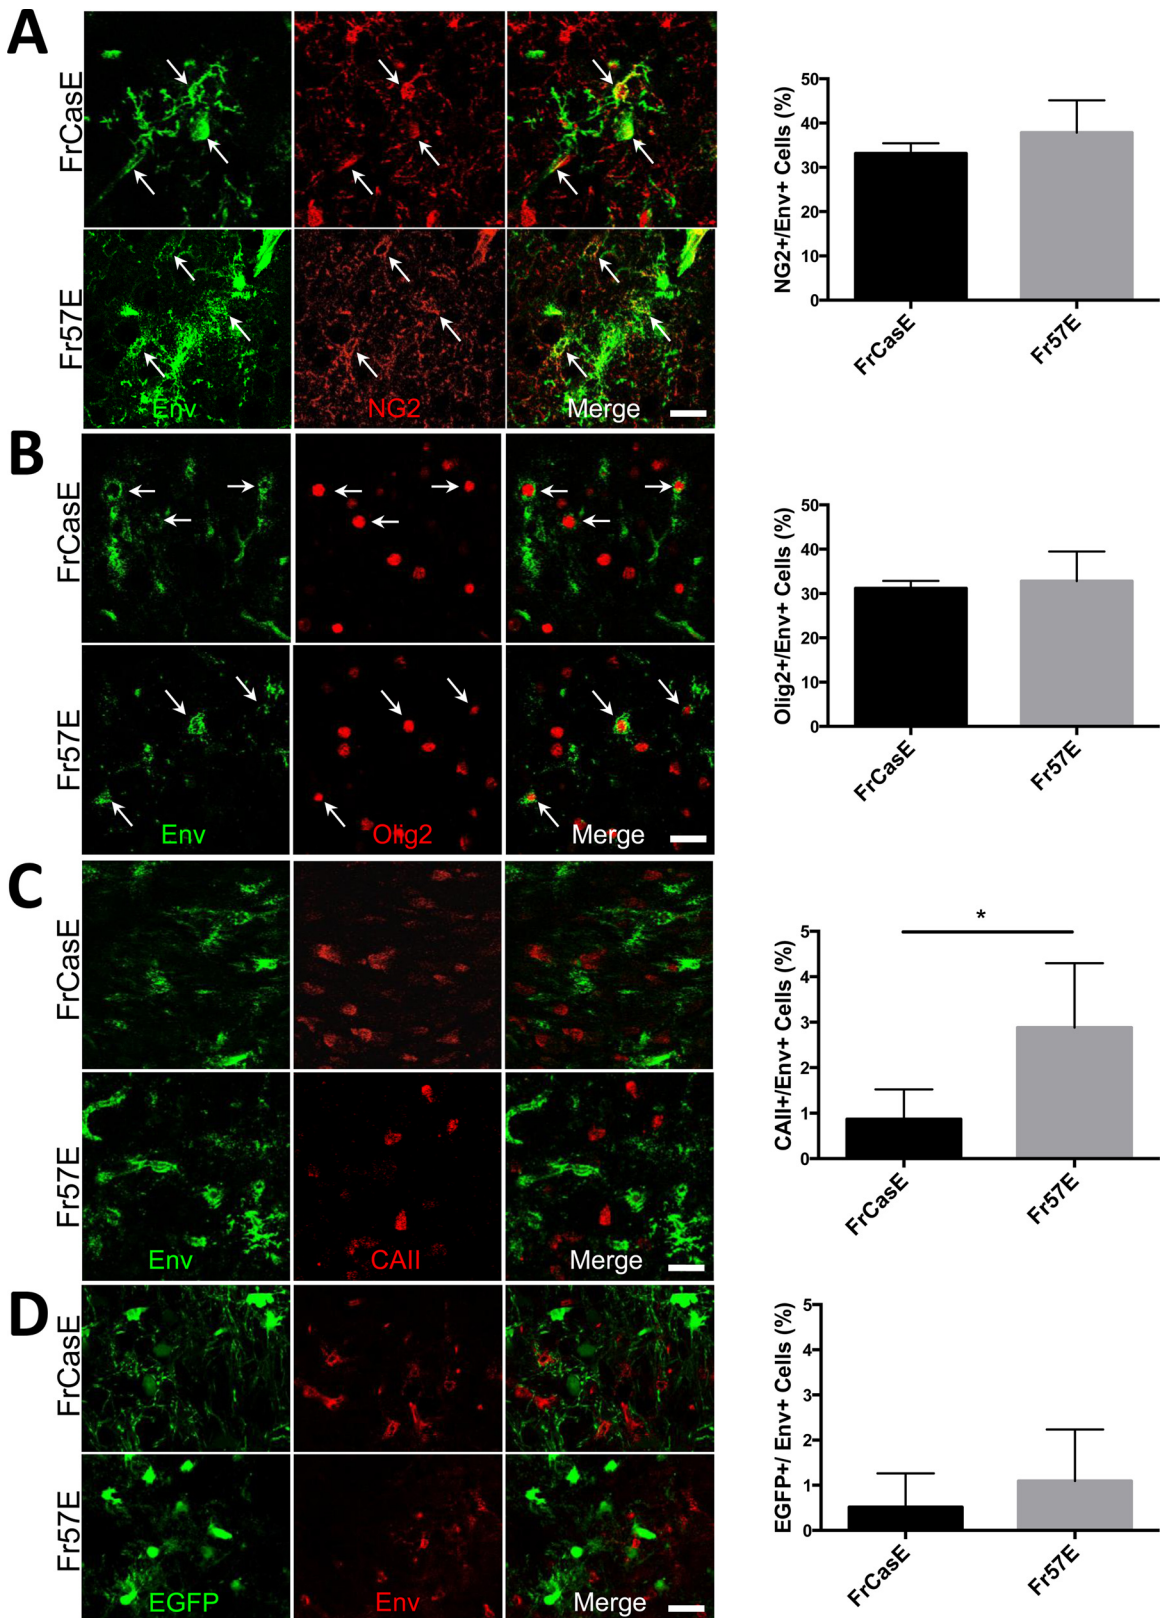 A
FrCasE
Fr57E
Env
NG2
Merge
NG2+/Env+ Cells (%)
50
40
30
20
10
0
FrCasE
Fr57E
B
FrCasE
Fr57E
Env
Olig2
Merge
Olig2+/Env+ Cells (%)
50
40
30
20
10
0
FrCasE
Fr57E
C
FrCasE
Fr57E
Env
CAII
Merge
CAII+/Env+ Cells (%)
5
4
3
2
1
0
*
FrCasE
Fr57E
D
FrCasE
Fr57E
EGFP
Env
Merge
EGFP+/ Env+ Cells (%)
5
4
3
2
1
0
FrCasE
Fr57E